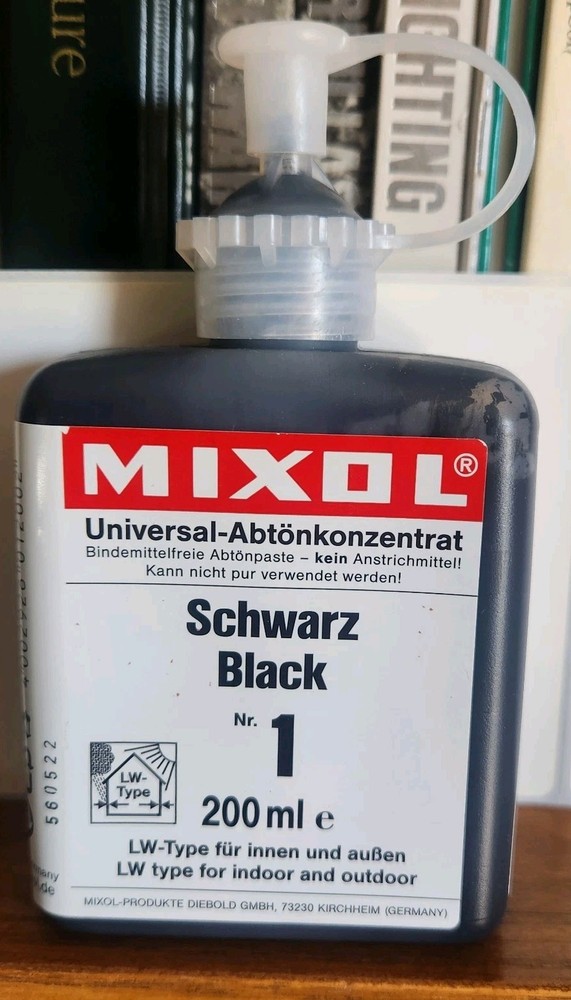 ure
LIGHTING
MIXOL®
Universal-Abtönkonzentrat
Bindemittelfreie Abtönpaste – kein Anstrichmittel!
Kann nicht pur verwendet werden!
Schwarz
Black
Nr. 1
LW-
Type
200 ml e
LW-Type für innen und außen
LW type for indoor and outdoor
MIXOL-PRODUKTE DIEBOLD GMBH, 73230 KIRCHHEIM (GERMANY)
560522